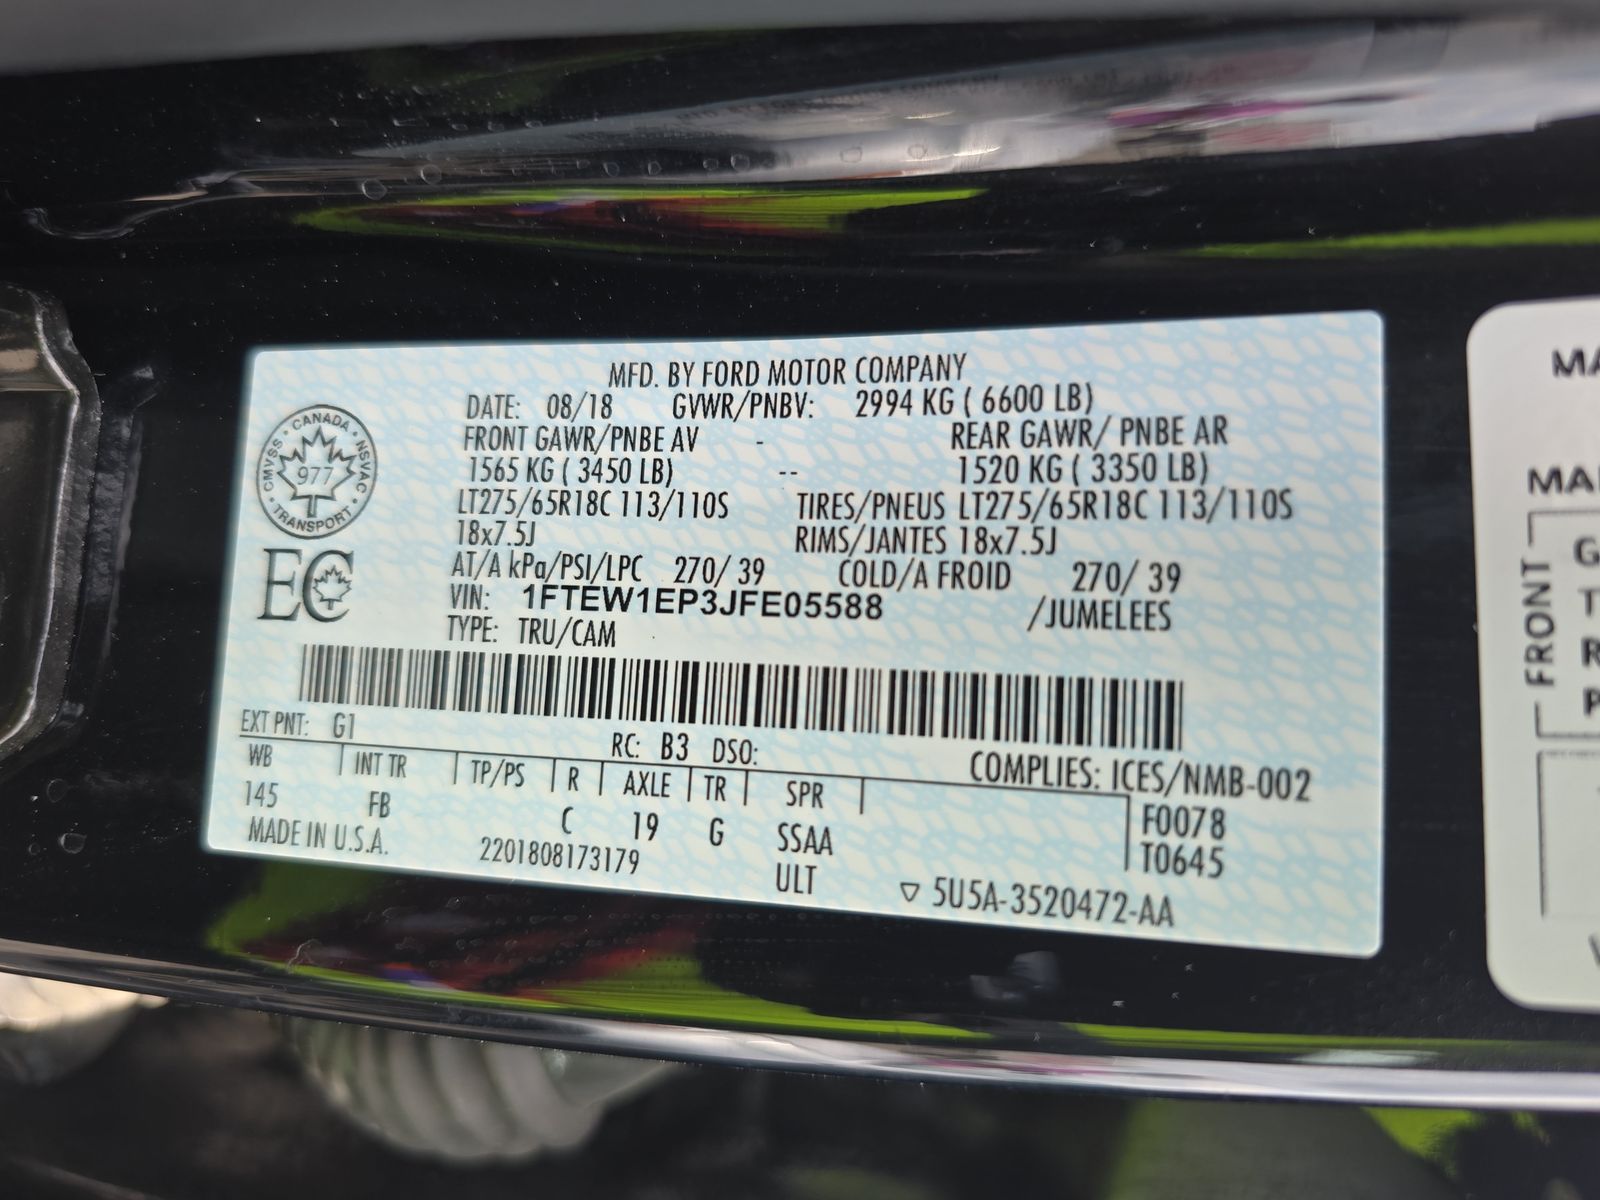 MFD. BY FORD MOTOR COMPANY
DATE: 08/18 GVWR/PNBV: 2994 KG ( 6600 LB)
FRONT GAWR/PNBE AV - REAR GAWR/ PNBE AR
1565 KG ( 3450 LB) -- 1520 KG ( 3350 LB)
LT275/65R18C 113/110S TIRES/PNEUS LT275/65R18C 113/110S
18x7.5J RIMS/JANTES 18x7.5J
AT/A kPa/PSI/LPC 270/ 39 COLD/A FROID 270/ 39
VIN: 1FTEW1EP3JFE05588 /JUMELEES
TYPE: TRU/CAM
CANADA
CMVSS NSVAC
977
TRANSPORT
EC
EXT PNT: G1 RC: B3 DSO:
COMPLIES: ICES/NMB-002
WB INT TR TP/PS R AXLE TR SPR
145 FB C 19 G SSAA
F0078
T0645
MADE IN U.S.A. 2201808173179 ULT ▽ 5U5A-3520472-AA
FRONT